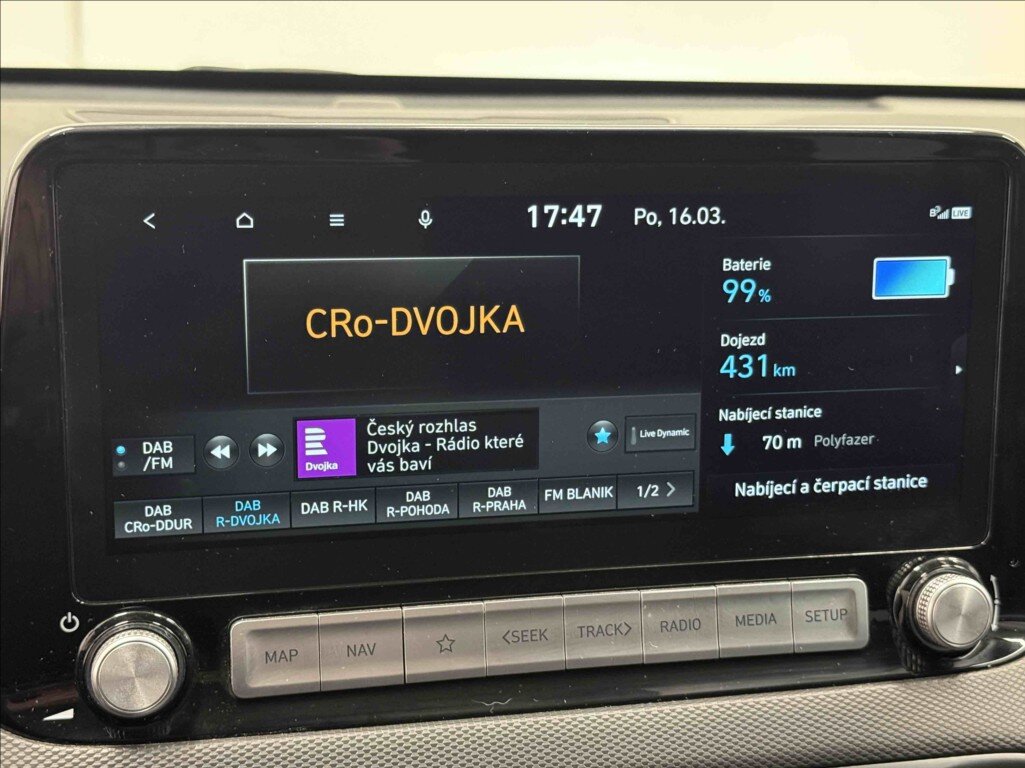 17:47 Po, 16.03.
LIVE
CRo-DVOJKA
Baterie
99%
Dojezd
431 km
Nabíjecí stanice
70 m Polyfazer
Nabíjecí a čerpací stanice
DAB
/FM
Dvojka
Český rozhlas
Dvojka - Rádio které
vás baví
Live Dynamic
DAB
CRo-DDUR
DAB
R-DVOJKA
DAB R-HK
DAB
R-POHODA
DAB
R-PRAHA
FM BLANIK
1/2 >
MAP
NAV
<SEEK
TRACK>
RADIO
MEDIA
SETUP